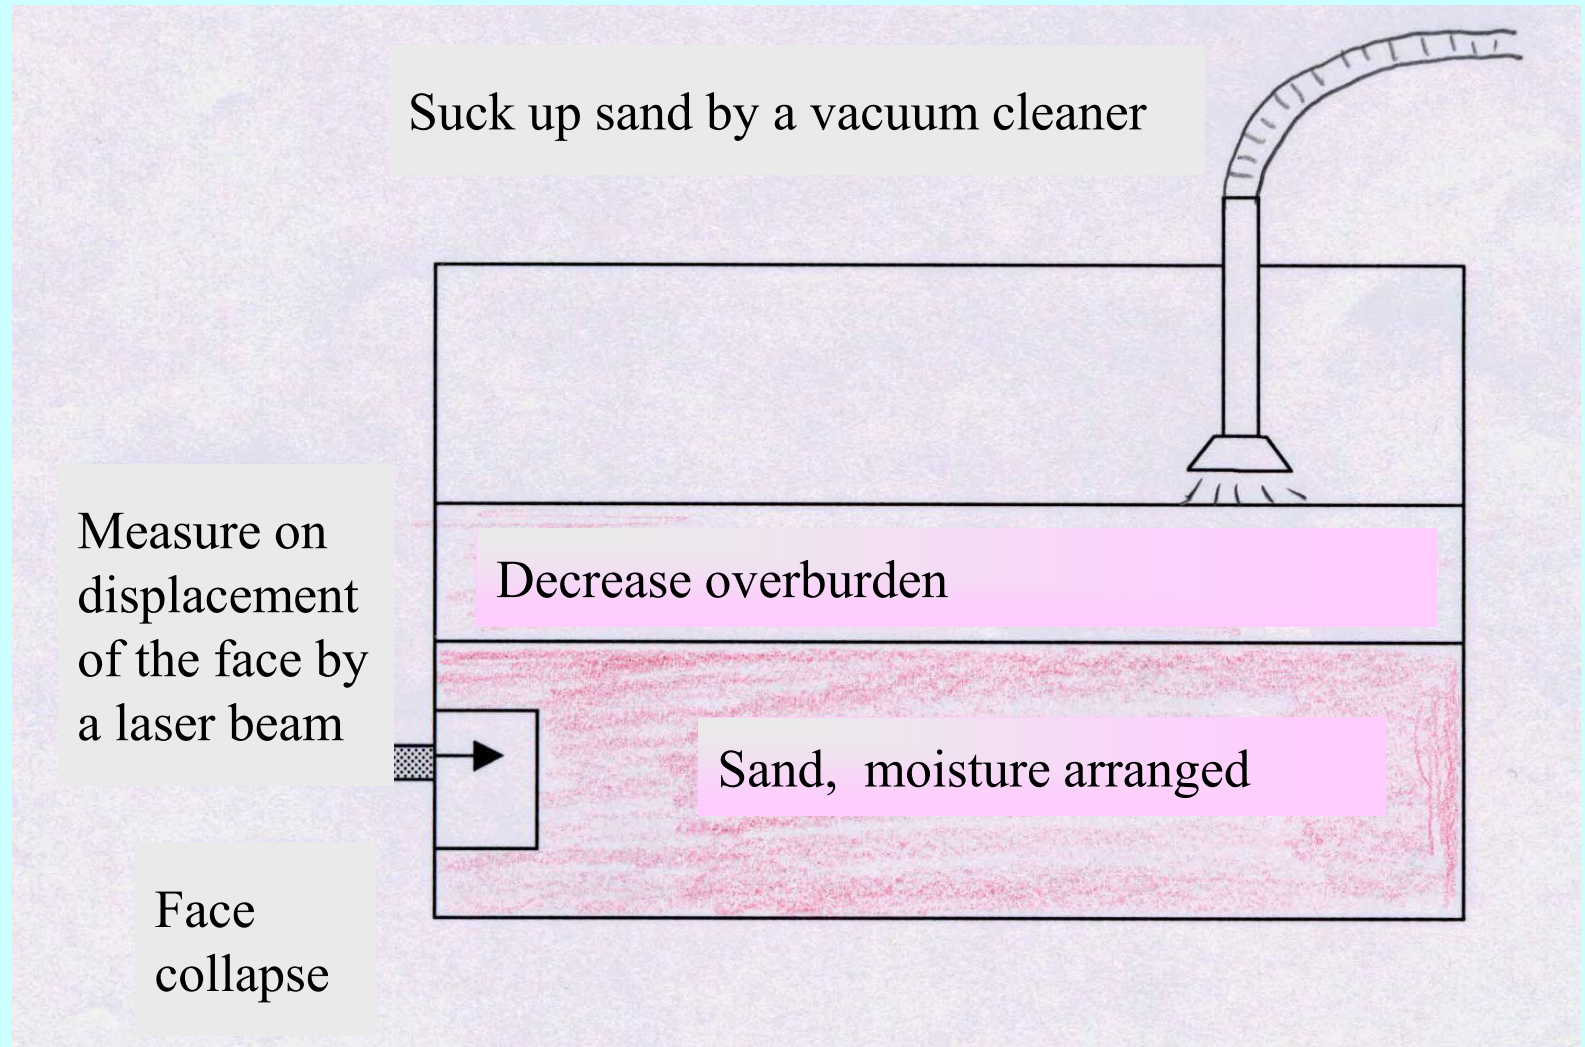 Suck up sand by a vacuum cleaner
Measure on
displacement
of the face by
a laser beam
Decrease overburden
Sand,  moisture arranged
Face
collapse